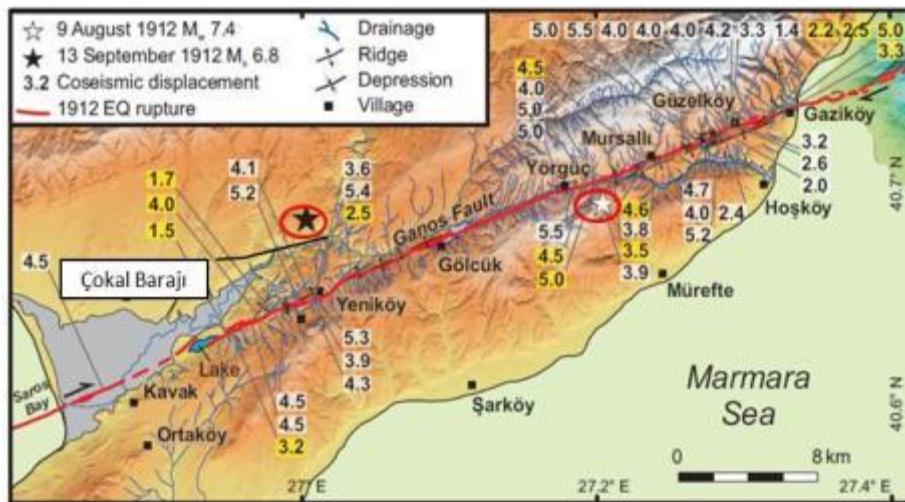 9 August 1912 Mw 7.4
13 September 1912 Ms 6.8
3.2 Coseismic displacement
1912 EQ rupture
Drainage
Ridge
Depression
Village
5.0 5.5 4.0 4.0 4.2 3.3 1.4 2.2 2.5 5.0
3.3
4.5
4.0
5.0
5.0
Güzelköy
Mursallı
Yorgüç
Gaziköy
3.2
2.6
2.0
Hoşköy
4.7
4.0 2.4
5.2
40.7° N
4.1
5.2
3.6
5.4
2.5
1.7
4.0
1.5
4.5
Ganos Fault
Gölcük
5.5
4.5
5.0
4.6
3.8
3.5
3.9
Mürefte
Çokal Barajı
Yeniköy
5.3
3.9
4.3
Lake
Saros Bay
Kavak
Ortaköy
4.5
4.5
3.2
Şarköy
Marmara
Sea
40.6° N
0 8 km
27° E
27.2° E
27.4° E